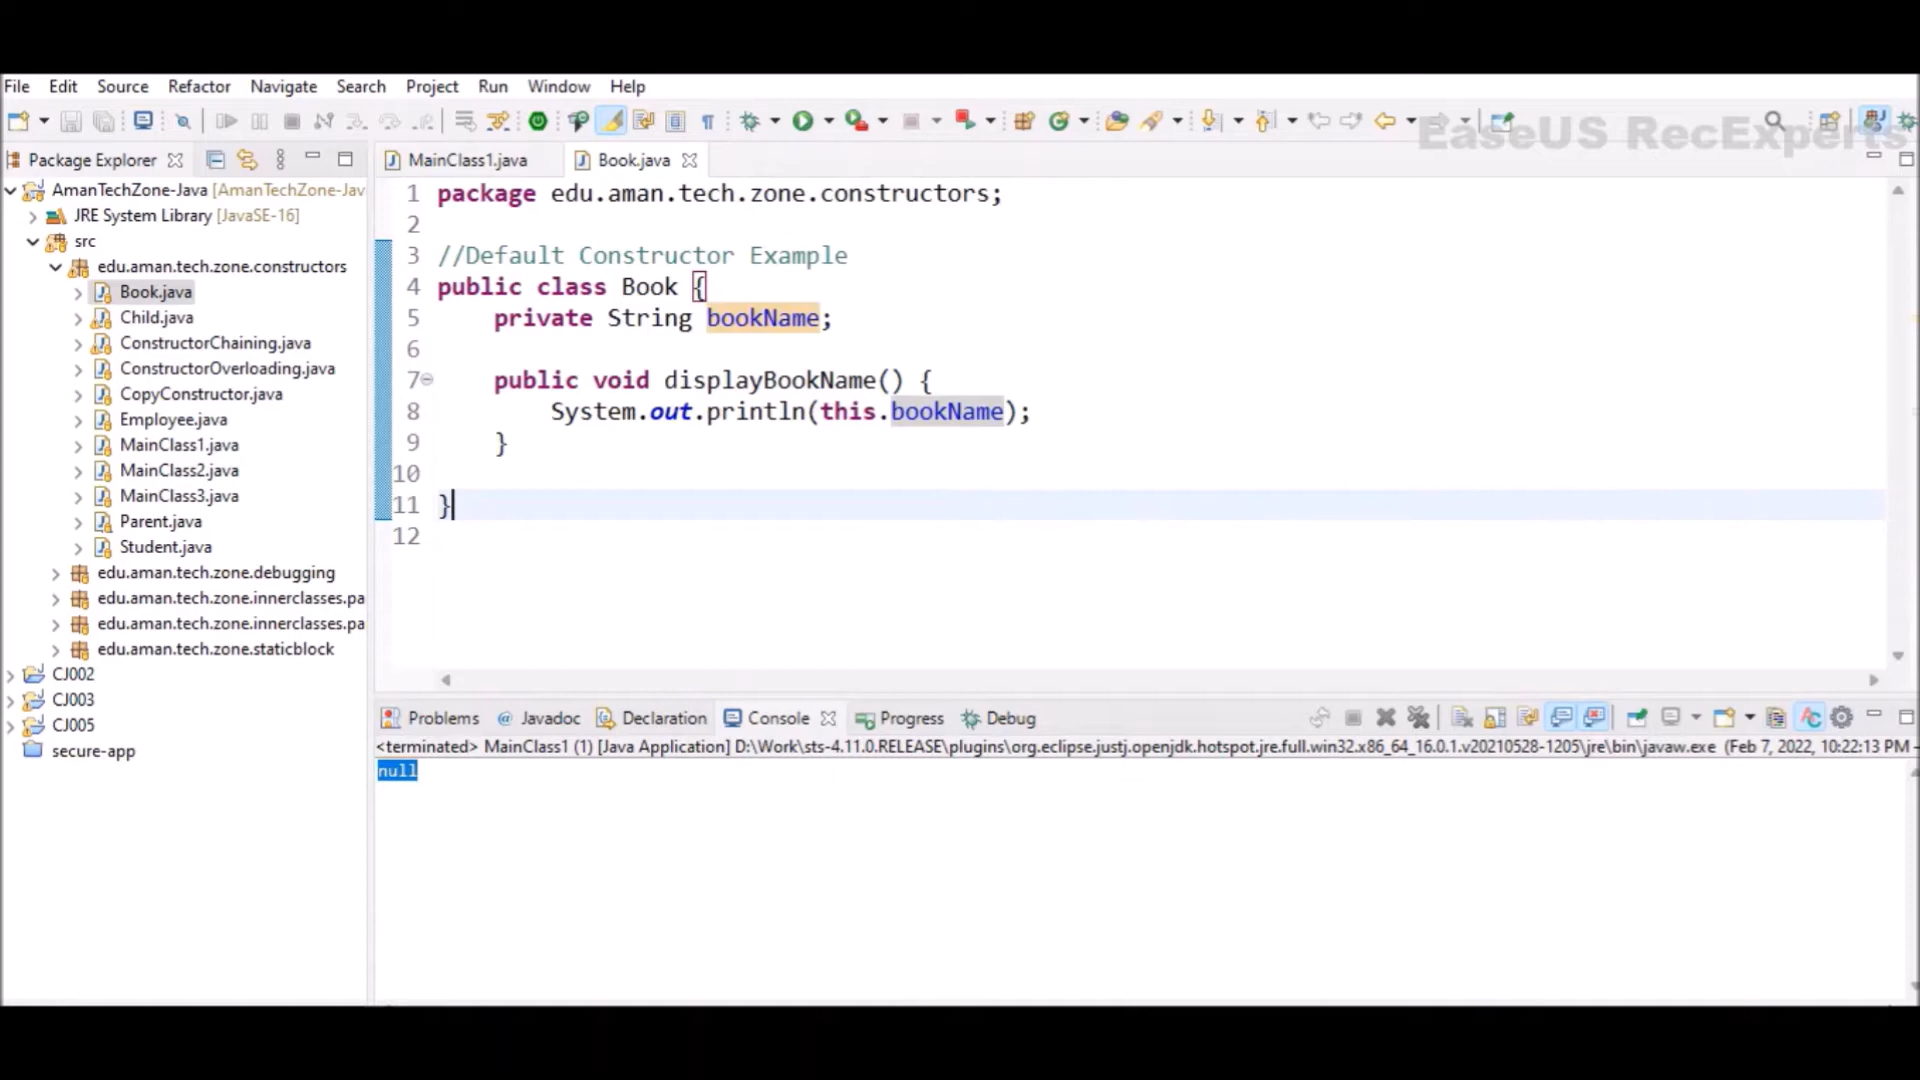 File Edit Source Refactor Navigate Search Project Run Window Help
EaseUS RecExperts
Package Explorer
AmanTechZone-Java [AmanTechZone-Jav
JRE System Library [JavaSE-16]
src
edu.aman.tech.zone.constructors
Book.java
Child.java
ConstructorChaining.java
ConstructorOverloading.java
CopyConstructor.java
Employee.java
MainClass1.java
MainClass2.java
MainClass3.java
Parent.java
Student.java
edu.aman.tech.zone.debugging
edu.aman.tech.zone.innerclasses.pa
edu.aman.tech.zone.innerclasses.pa
edu.aman.tech.zone.staticblock
CJ002
CJ003
CJ005
secure-app
MainClass1.java Book.java
1 package edu.aman.tech.zone.constructors;
2
3 //Default Constructor Example
4 public class Book {
5 private String bookName;
6
7 public void displayBookName() {
8 System.out.println(this.bookName);
9 }
10
11 }
12
Problems @ Javadoc Declaration Console Progress Debug
<terminated> MainClass1 (1) [Java Application] D:\Work\sts-4.11.0.RELEASE\plugins\org.eclipse.justj.openjdk.hotspot.jre.full.win32.x86_64_16.0.1.v20210528-1205\jre\bin\javaw.exe (Feb 7, 2022, 10:22:13 PM –
null